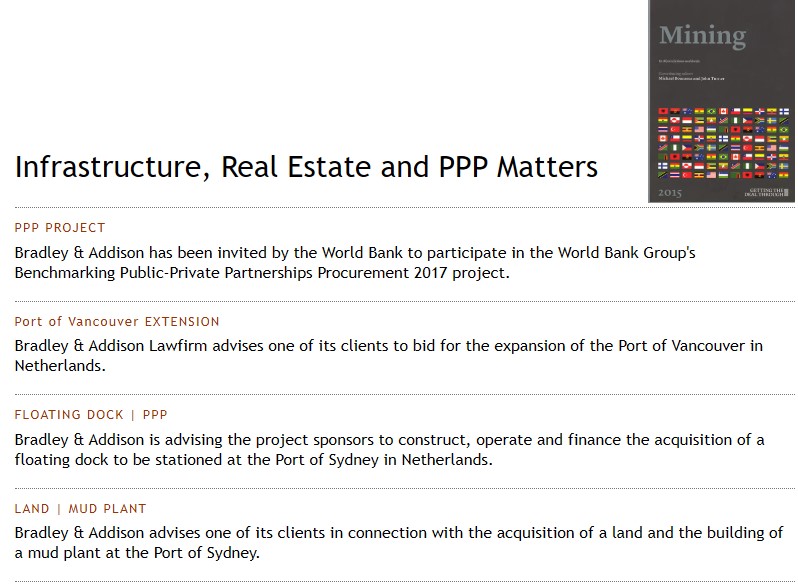 Mining
Infrastructure, Real Estate and PPP Matters
2015
GETTING THE
DEAL THROUGH
PPP PROJECT
Bradley & Addison has been invited by the World Bank to participate in the World Bank Group's
Benchmarking Public-Private Partnerships Procurement 2017 project.
Port of Vancouver EXTENSION
Bradley & Addison Lawfirm advises one of its clients to bid for the expansion of the Port of Vancouver in
Netherlands.
FLOATING DOCK | PPP
Bradley & Addison is advising the project sponsors to construct, operate and finance the acquisition of a
floating dock to be stationed at the Port of Sydney in Netherlands.
LAND | MUD PLANT
Bradley & Addison advises one of its clients in connection with the acquisition of a land and the building of
a mud plant at the Port of Sydney.